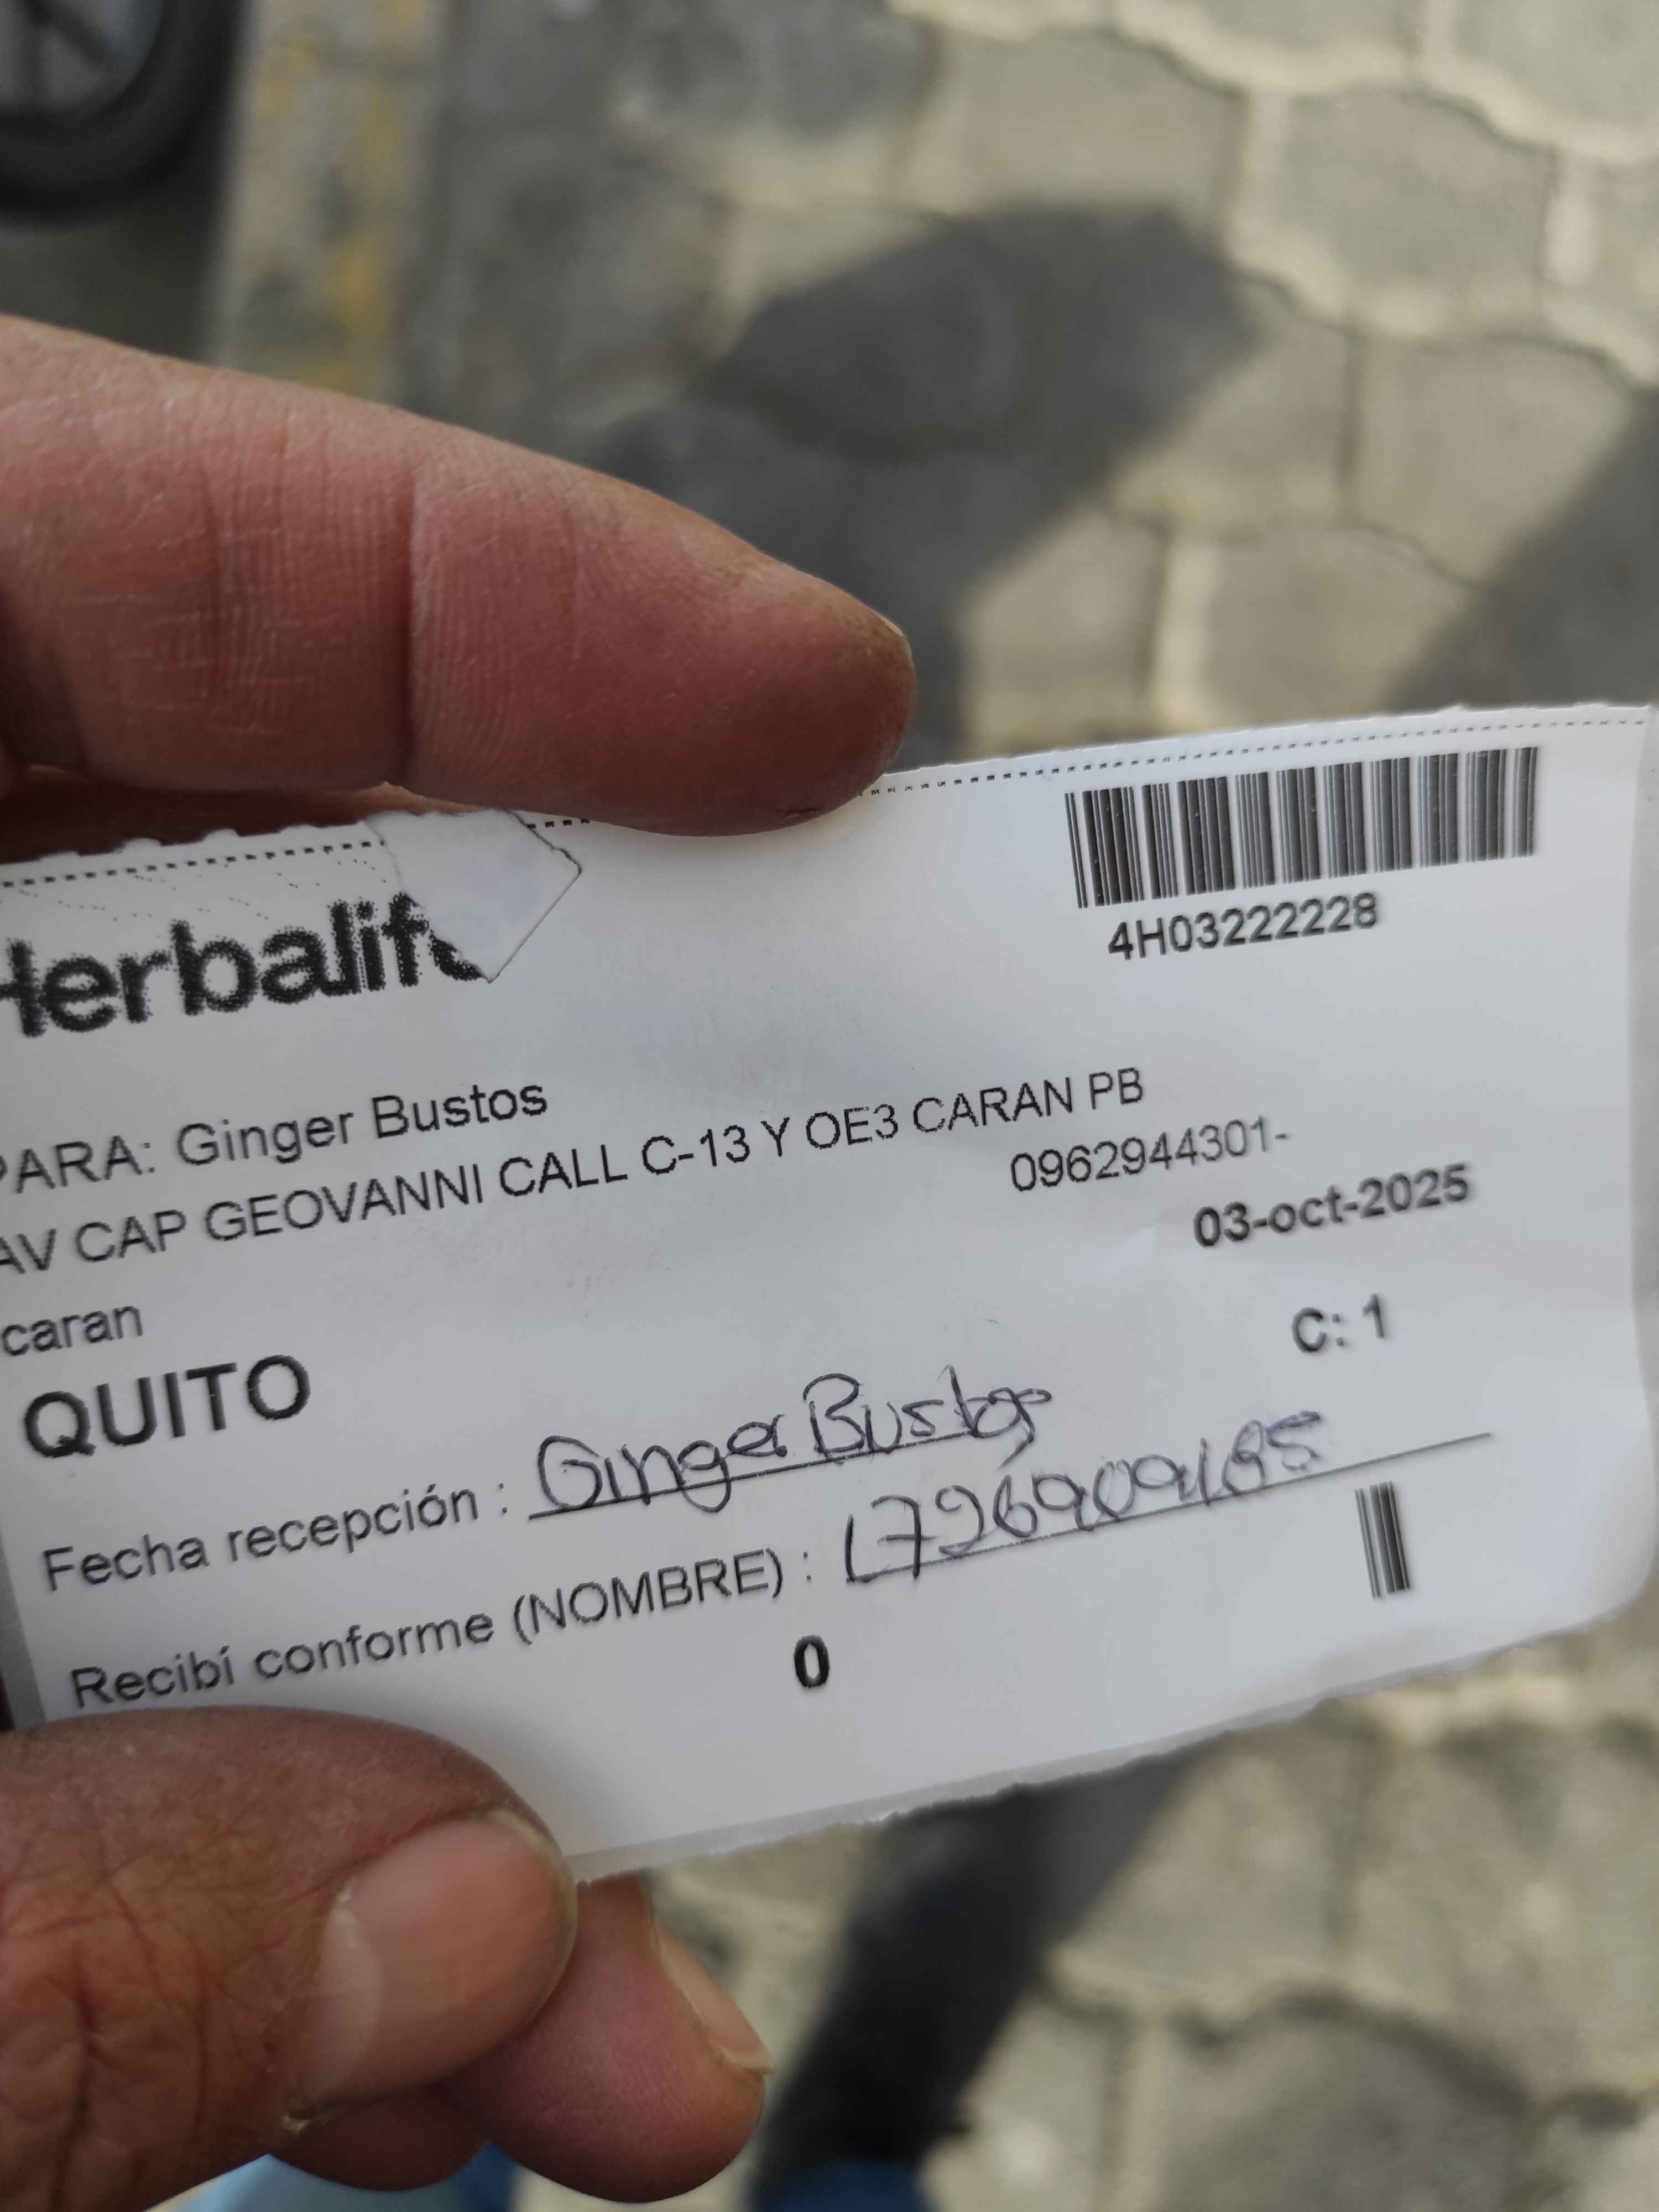 Herbalife
4H03222228
PARA: Ginger Bustos
AV CAP GEOVANNI CALL C-13 Y OE3 CARAN PB
0962944301-
03-oct-2025
caran
C: 1
QUITO
Fecha recepción : Ginger Bustos
Recibí conforme (NOMBRE) : 1726909185
0